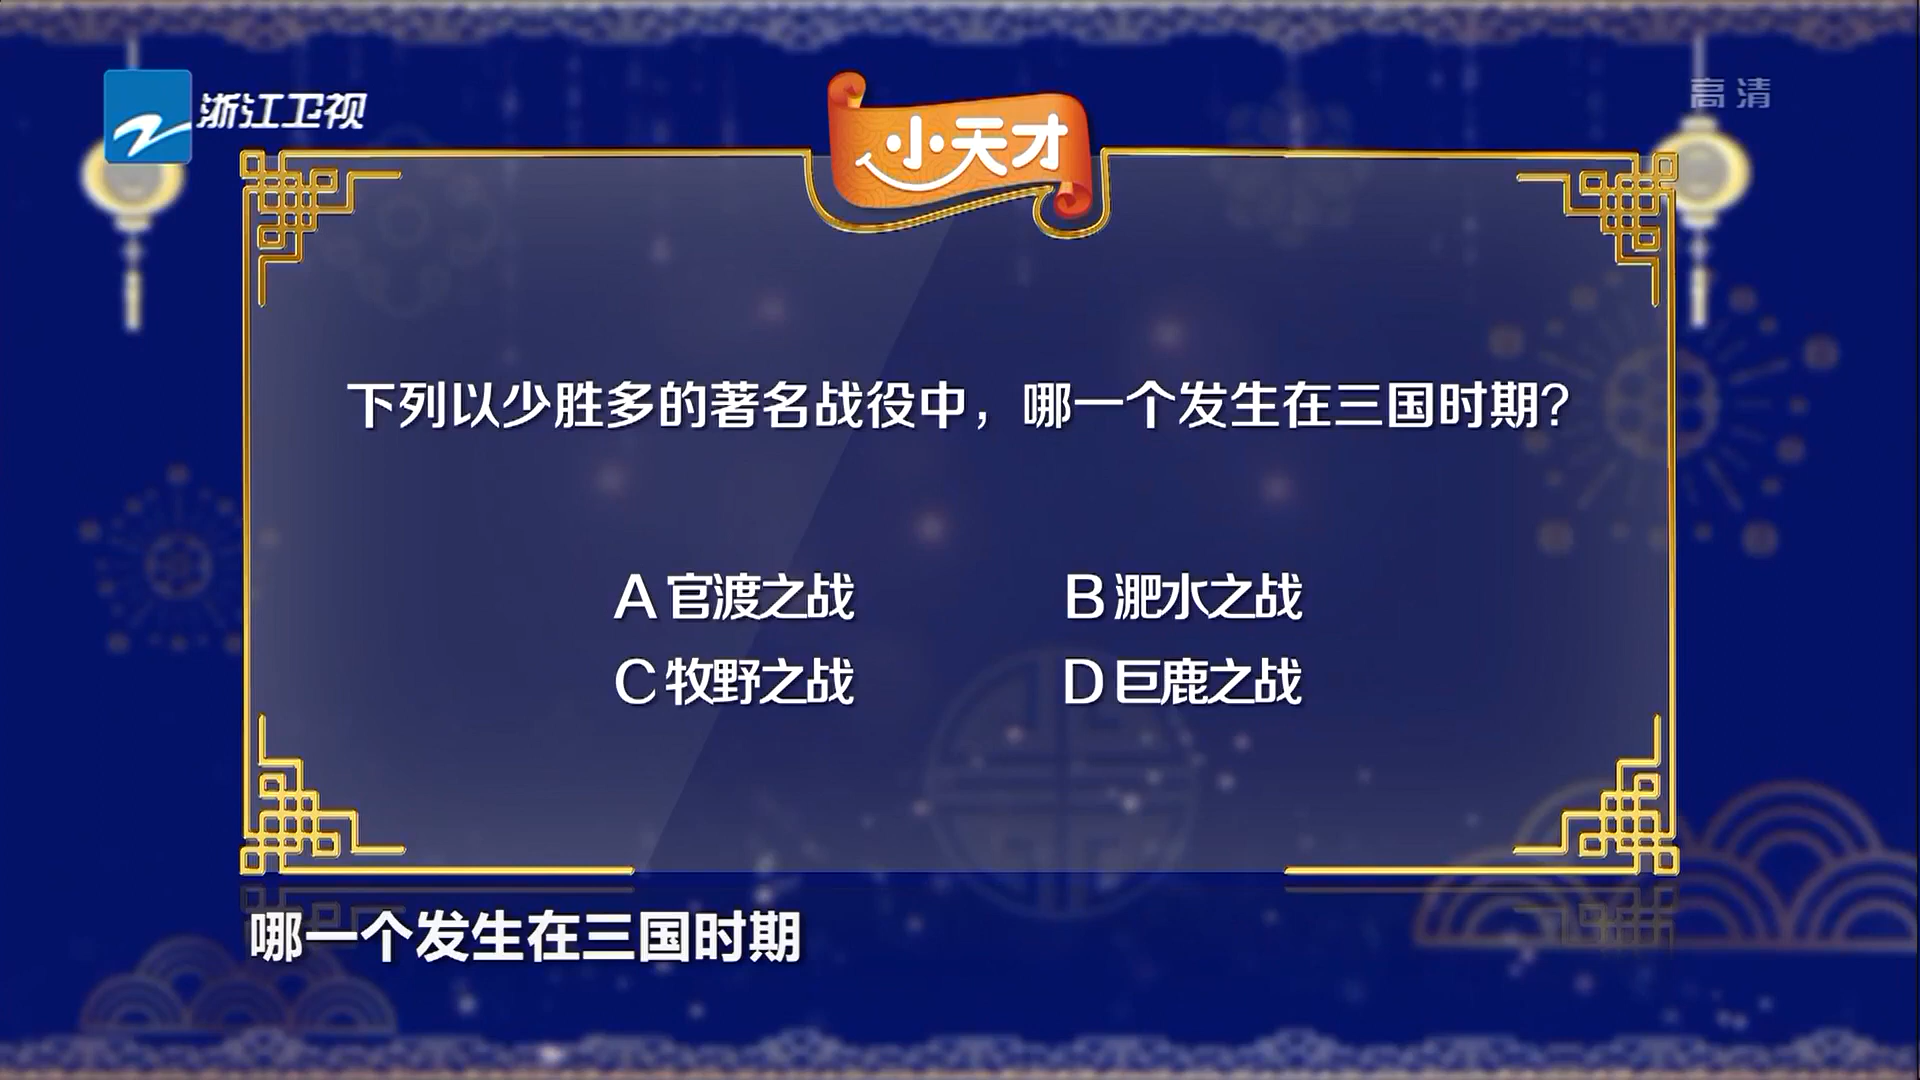 浙江卫视
高清
小天才
下列以少胜多的著名战役中，哪一个发生在三国时期？
A 官渡之战
B 淝水之战
C 牧野之战
D 巨鹿之战
哪一个发生在三国时期